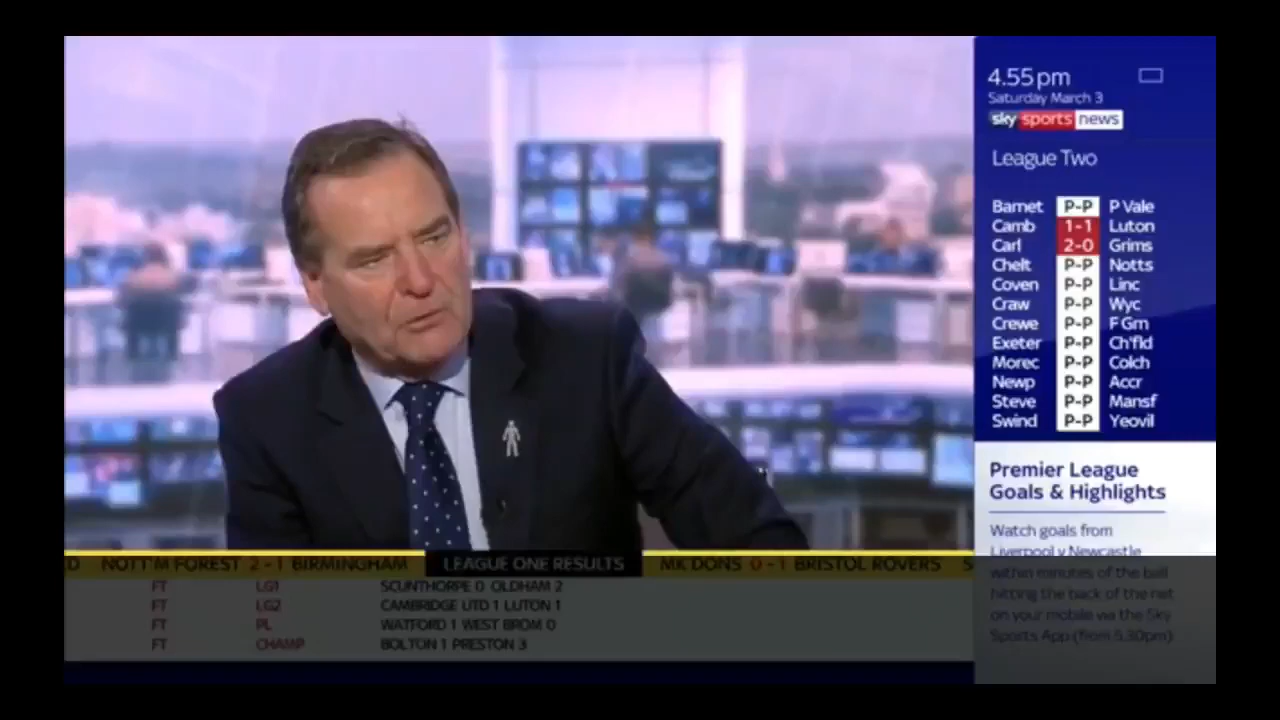 4.55pm
Saturday March 3
sky sports news
League Two
Barnet P-P P Vale
Camb 1-1 Luton
Carl 2-0 Grims
Chelt P-P Notts
Coven P-P Linc
Craw P-P Wyc
Crewe P-P F Grn
Exeter P-P Ch'fld
Morec P-P Colch
Newp P-P Accr
Steve P-P Mansf
Swind P-P Yeovil
Premier League
Goals & Highlights
Watch goals from
Liverpool v Newcastle
within minutes of the ball
hitting the back of the net
on your mobile via the Sky
Sports App (from 5.30pm)
D NOTT'M FOREST 2 - 1 BIRMINGHAM LEAGUE ONE RESULTS MK DONS 0 - 1 BRISTOL ROVERS S
FT LG1 SCUNTHORPE 0 OLDHAM 2
FT LG2 CAMBRIDGE UTD 1 LUTON 1
FT PL WATFORD 1 WEST BROM 0
FT CHAMP BOLTON 1 PRESTON 3